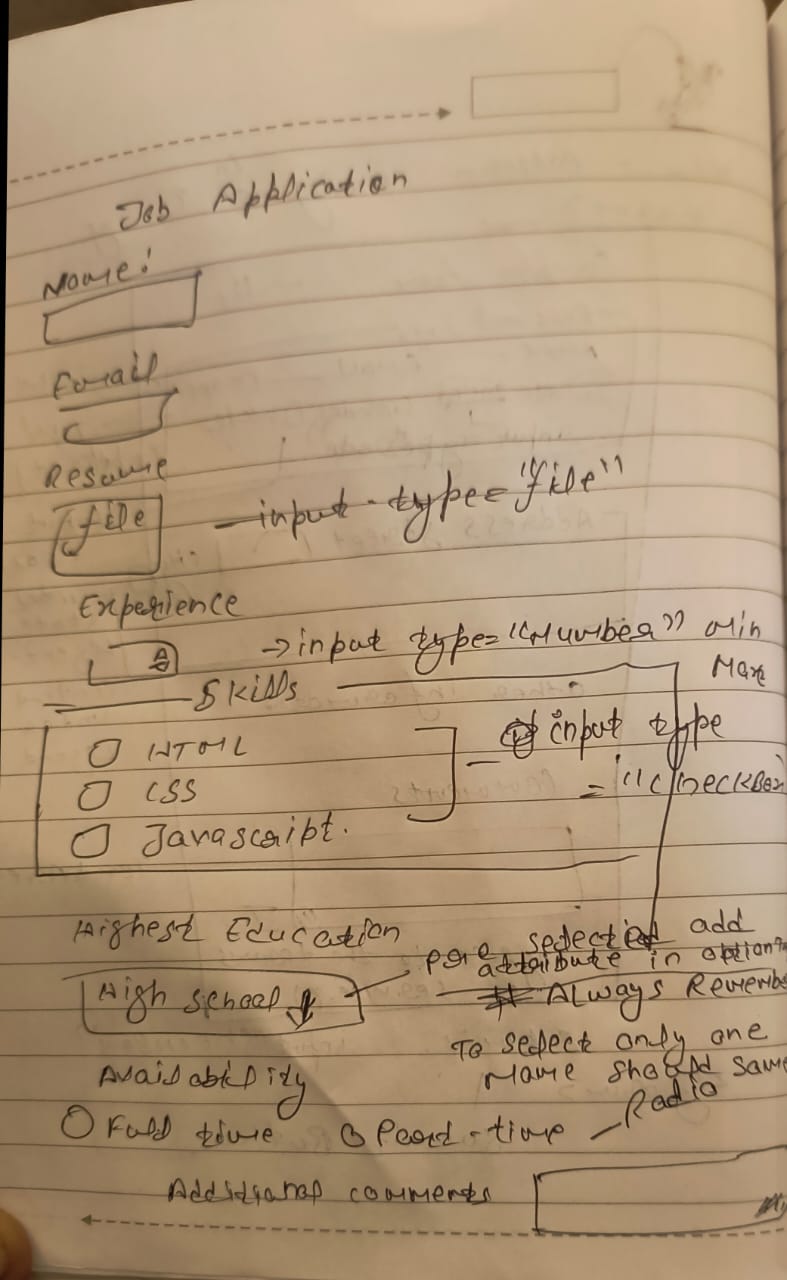 Job Application
Name:
Email
Resume
file - input type="file"
Experience
→ input type="Number" Min
Max
Skills
HTML
CSS
Javascript.
input type
= "CheckBox
Highest Education
pre selected add
attribute in option
High school ↓
# Always Remembe
To select only one
Name should same
Availability
Radio
Full time Part-time
Additional comments